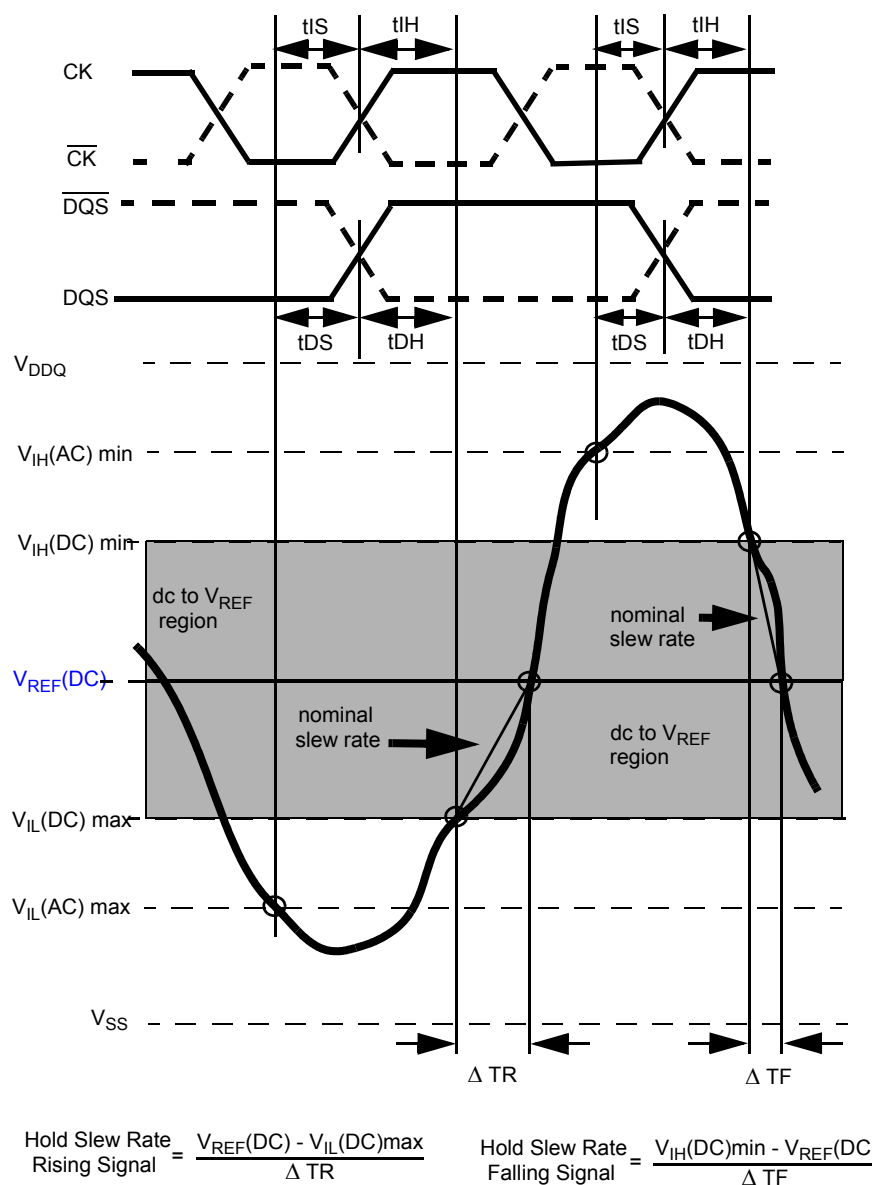 tIS tIH tIS tIH
CK
CK
DQS
DQS
tDS tDH tDS tDH
VDDQ
VIH(AC) min
VIH(DC) min
dc to VREF
region
nominal
slew rate
VREF(DC)
nominal
slew rate
dc to VREF
region
VIL(DC) max
VIL(AC) max
VSS
Δ TR Δ TF
Hold Slew Rate
Rising Signal
=
VREF(DC) - VIL(DC)max
Δ TR
Hold Slew Rate
Falling Signal
=
VIH(DC)min - VREF(DC
Δ TF